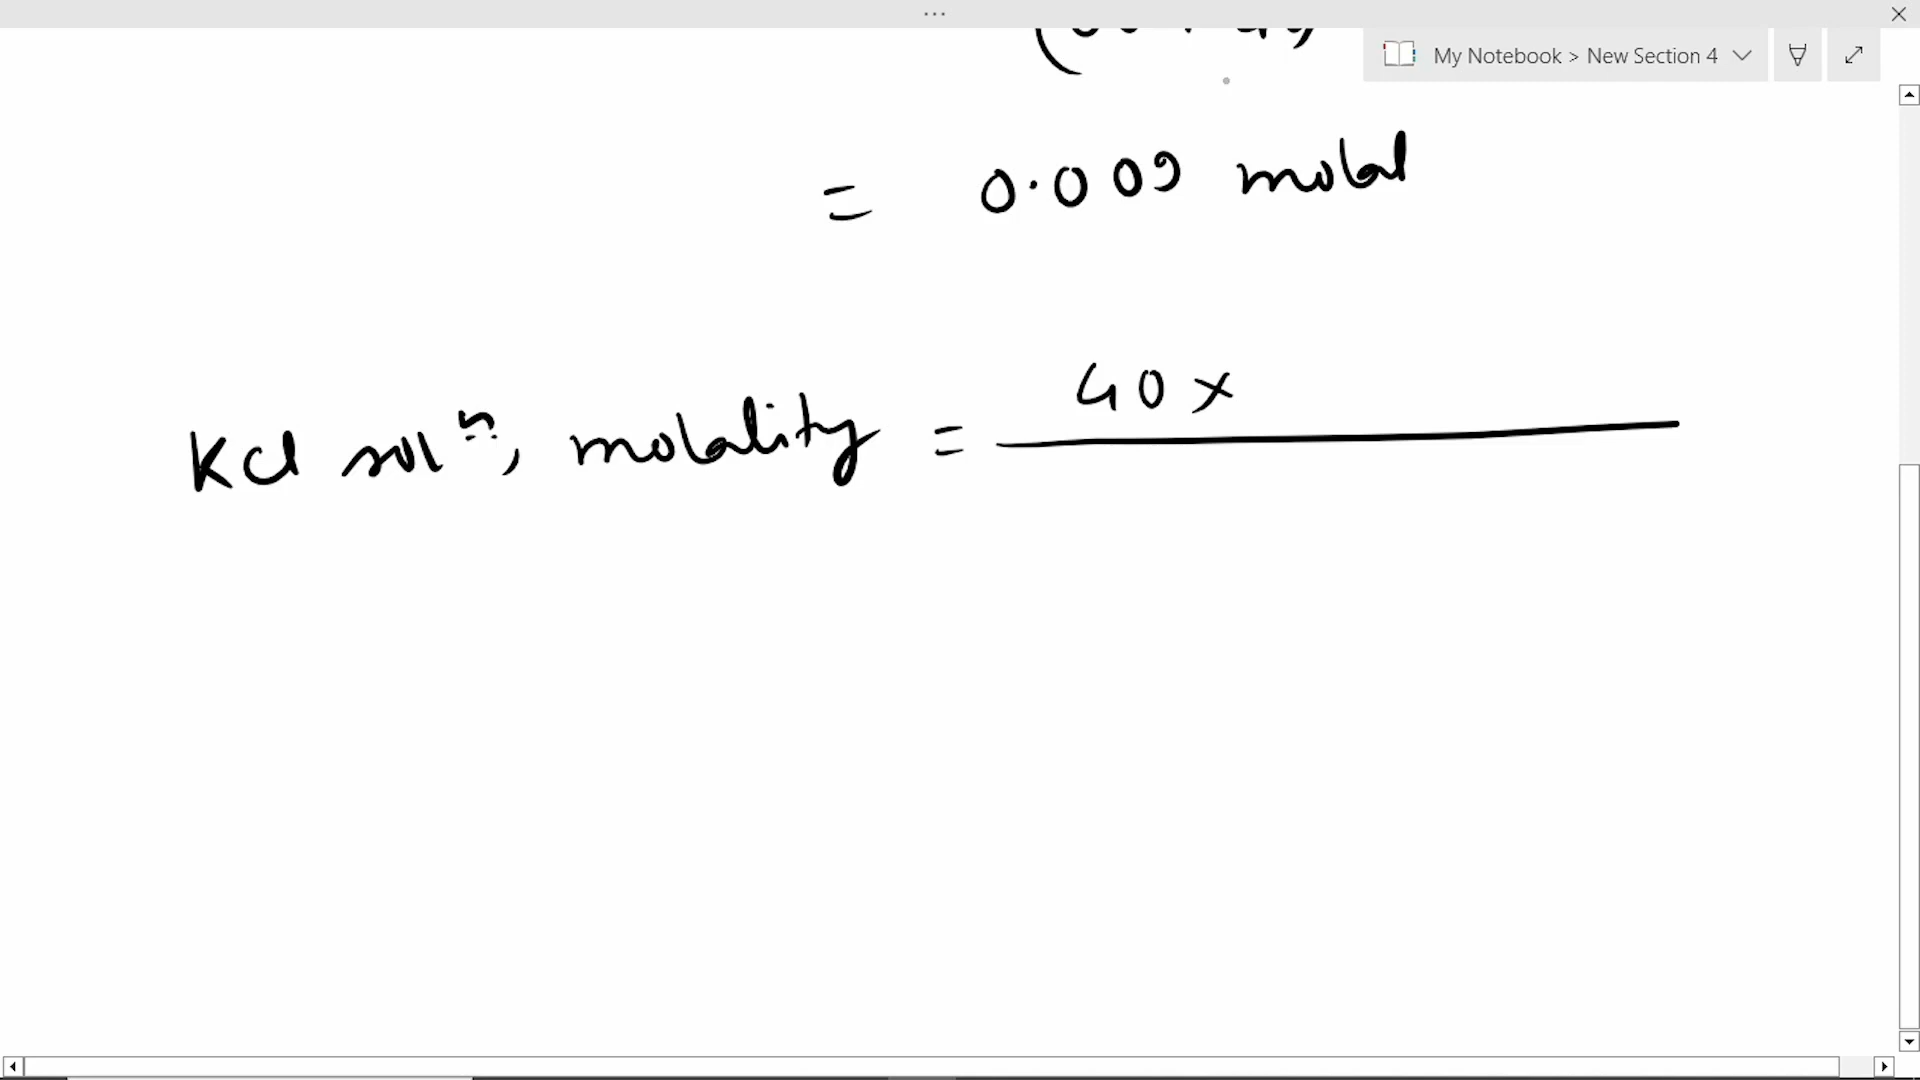 My Notebook > New Section 4
= 0.009 molal
40 x
KCl solⁿ, molality =